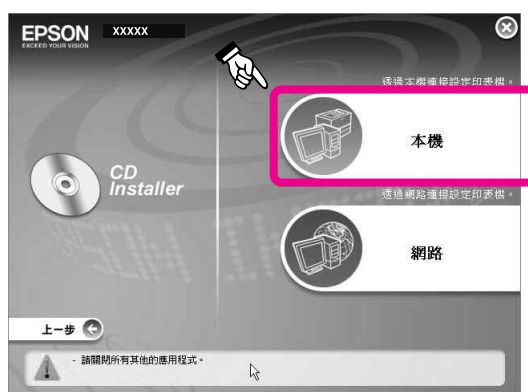 EPSON
EXCEED YOUR VISION
XXXXX
透過本機連接設定印表機。
本機
CD
Installer
透過網路連接設定印表機。
網路
上一步
- 請關閉所有其他的應用程式。